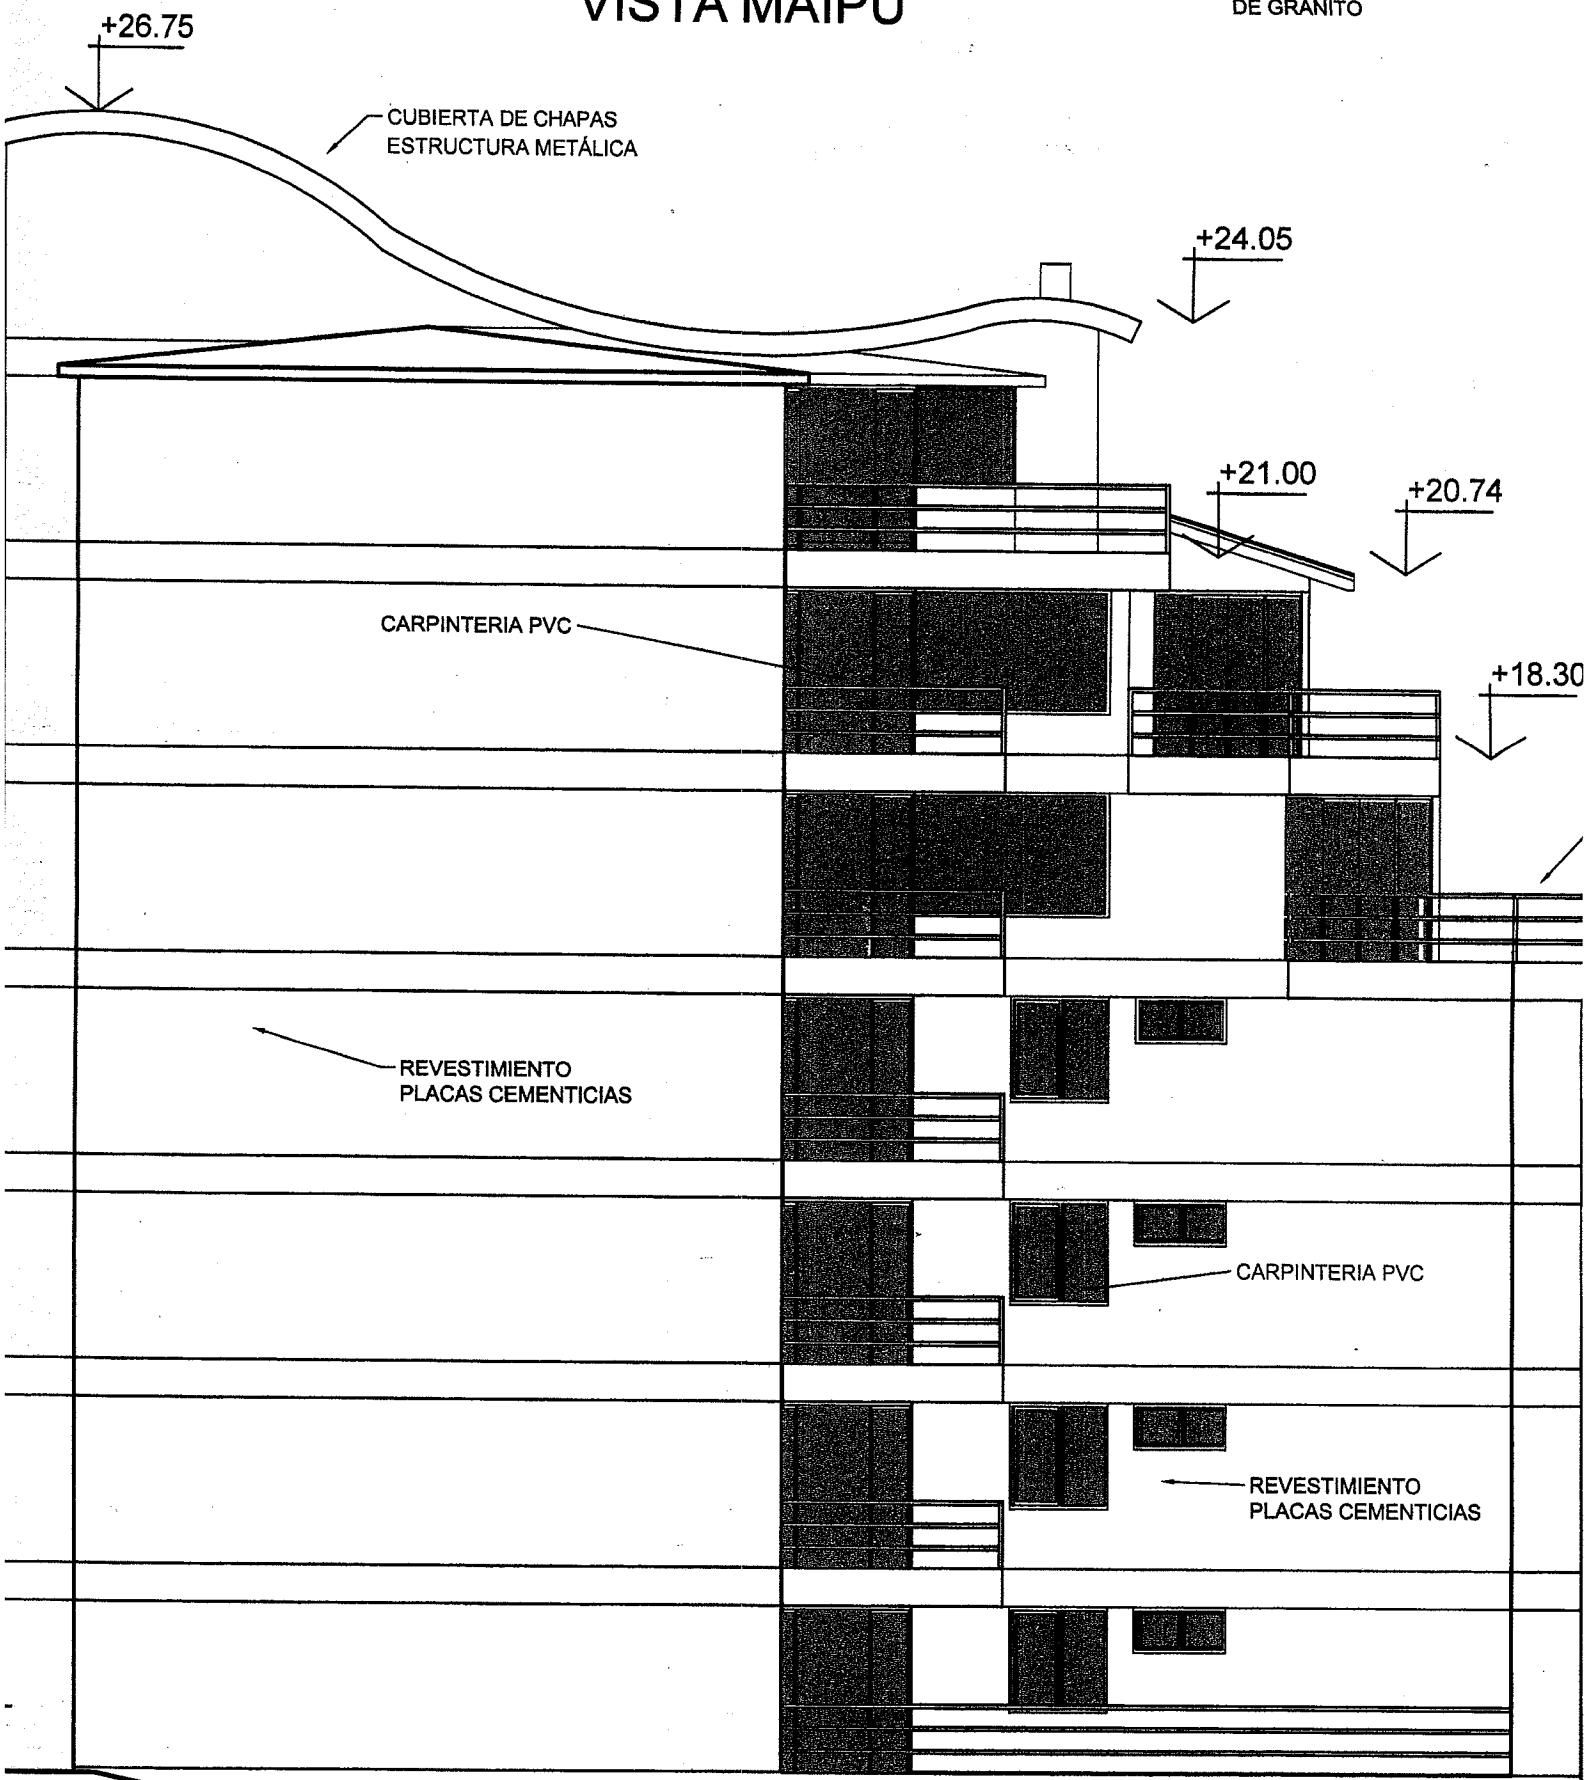 VISTA MAIPÚ
DE GRANITO
+26.75
CUBIERTA DE CHAPAS
ESTRUCTURA METÁLICA
+24.05
+21.00
+20.74
CARPINTERIA PVC
+18.30
REVESTIMIENTO
PLACAS CEMENTICIAS
CARPINTERIA PVC
REVESTIMIENTO
PLACAS CEMENTICIAS